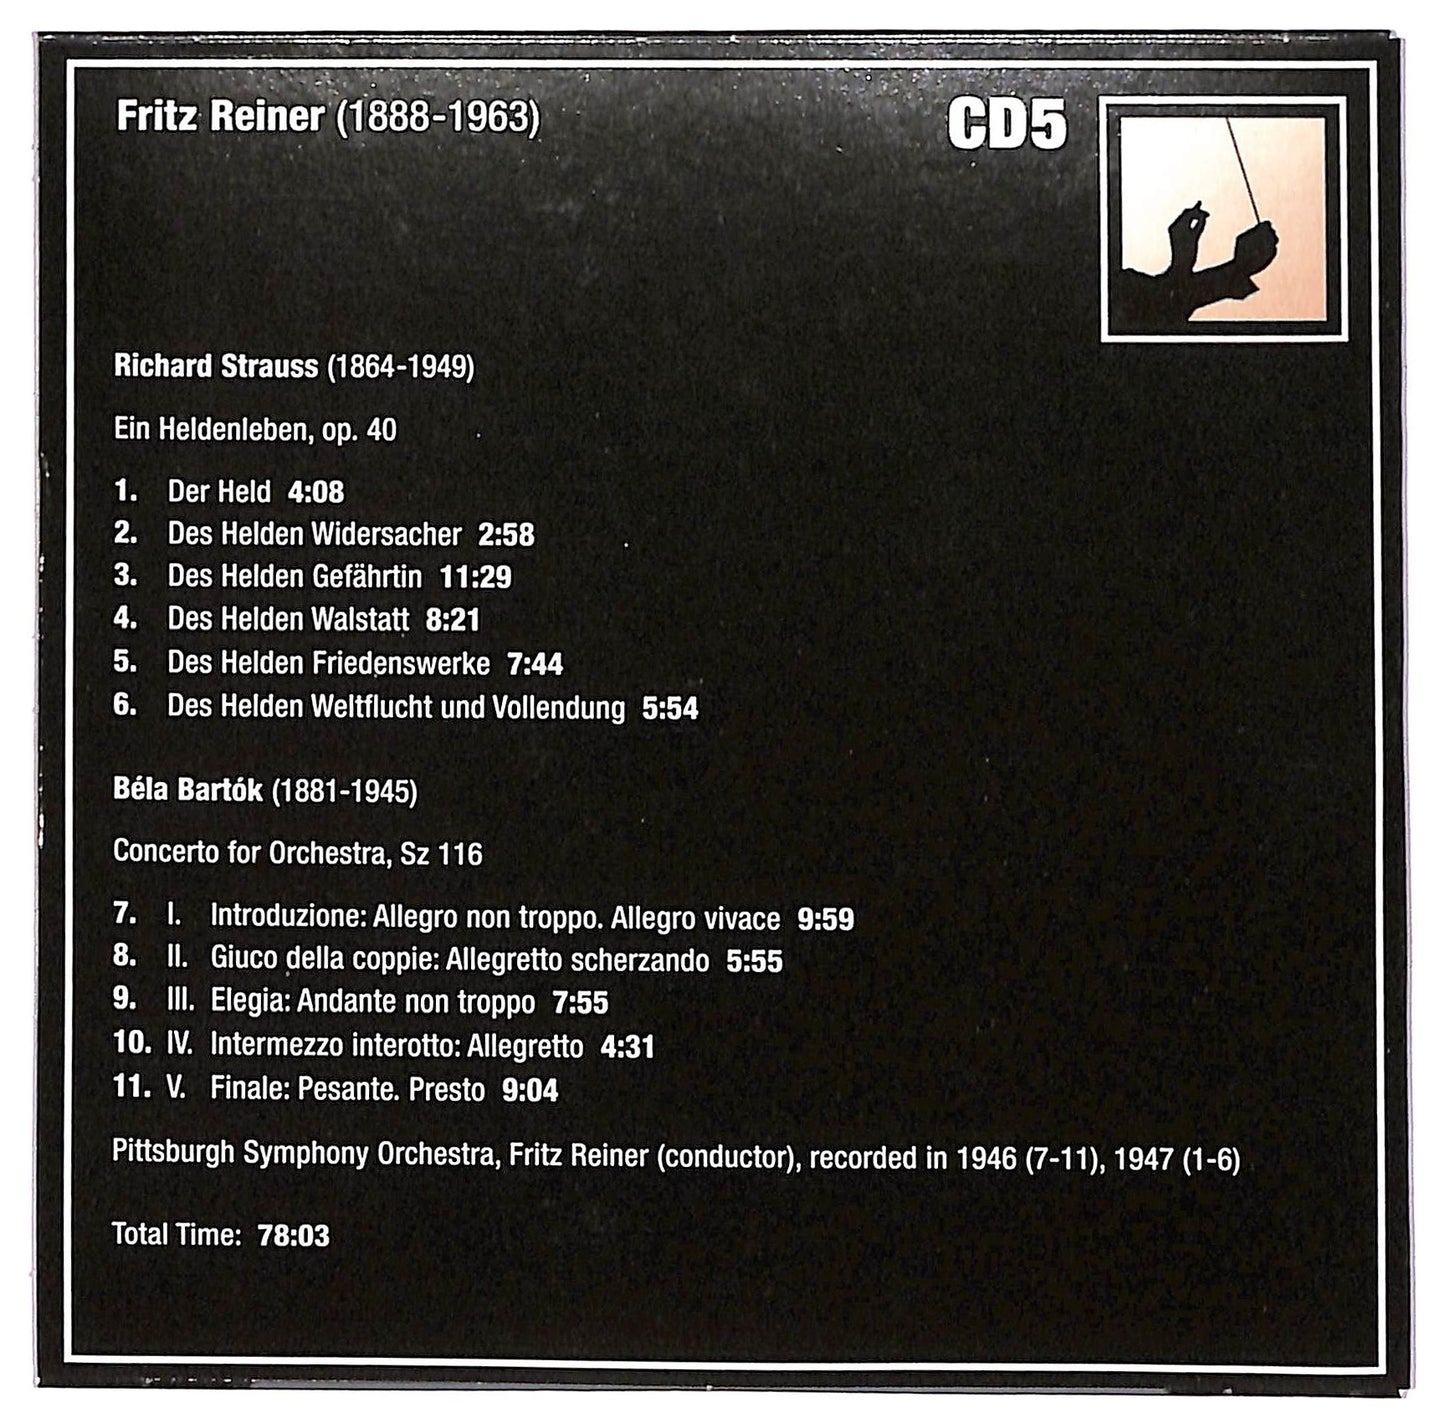 Fritz Reiner (1888-1963)
CD5
Richard Strauss (1864-1949)
Ein Heldenleben, op. 40
1. Der Held 4:08
2. Des Helden Widersacher 2:58
3. Des Helden Gefährtin 11:29
4. Des Helden Walstatt 8:21
5. Des Helden Friedenswerke 7:44
6. Des Helden Weltflucht und Vollendung 5:54
Béla Bartók (1881-1945)
Concerto for Orchestra, Sz 116
7. I. Introduzione: Allegro non troppo. Allegro vivace 9:59
8. II. Giuco della coppie: Allegretto scherzando 5:55
9. III. Elegia: Andante non troppo 7:55
10. IV. Intermezzo interotto: Allegretto 4:31
11. V. Finale: Pesante. Presto 9:04
Pittsburgh Symphony Orchestra, Fritz Reiner (conductor), recorded in 1946 (7-11), 1947 (1-6)
Total Time: 78:03